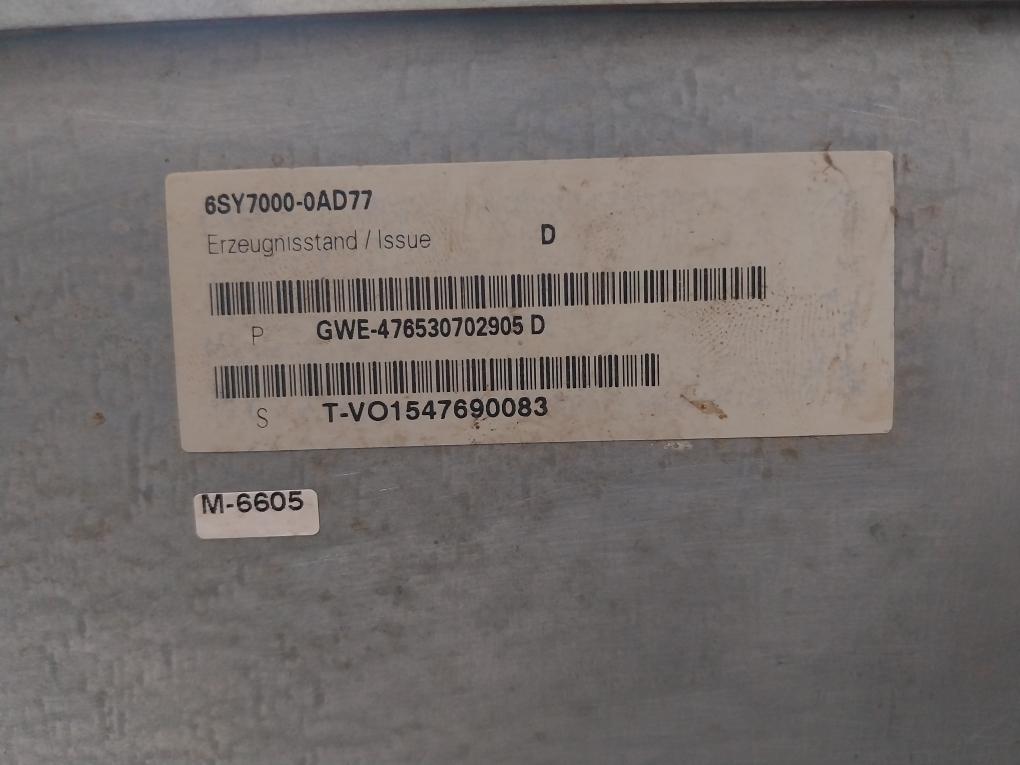 6SY7000-0AD77
Erzeugnisstand / Issue D
P GWE-476530702905 D
S T-VO1547690083
M-6605